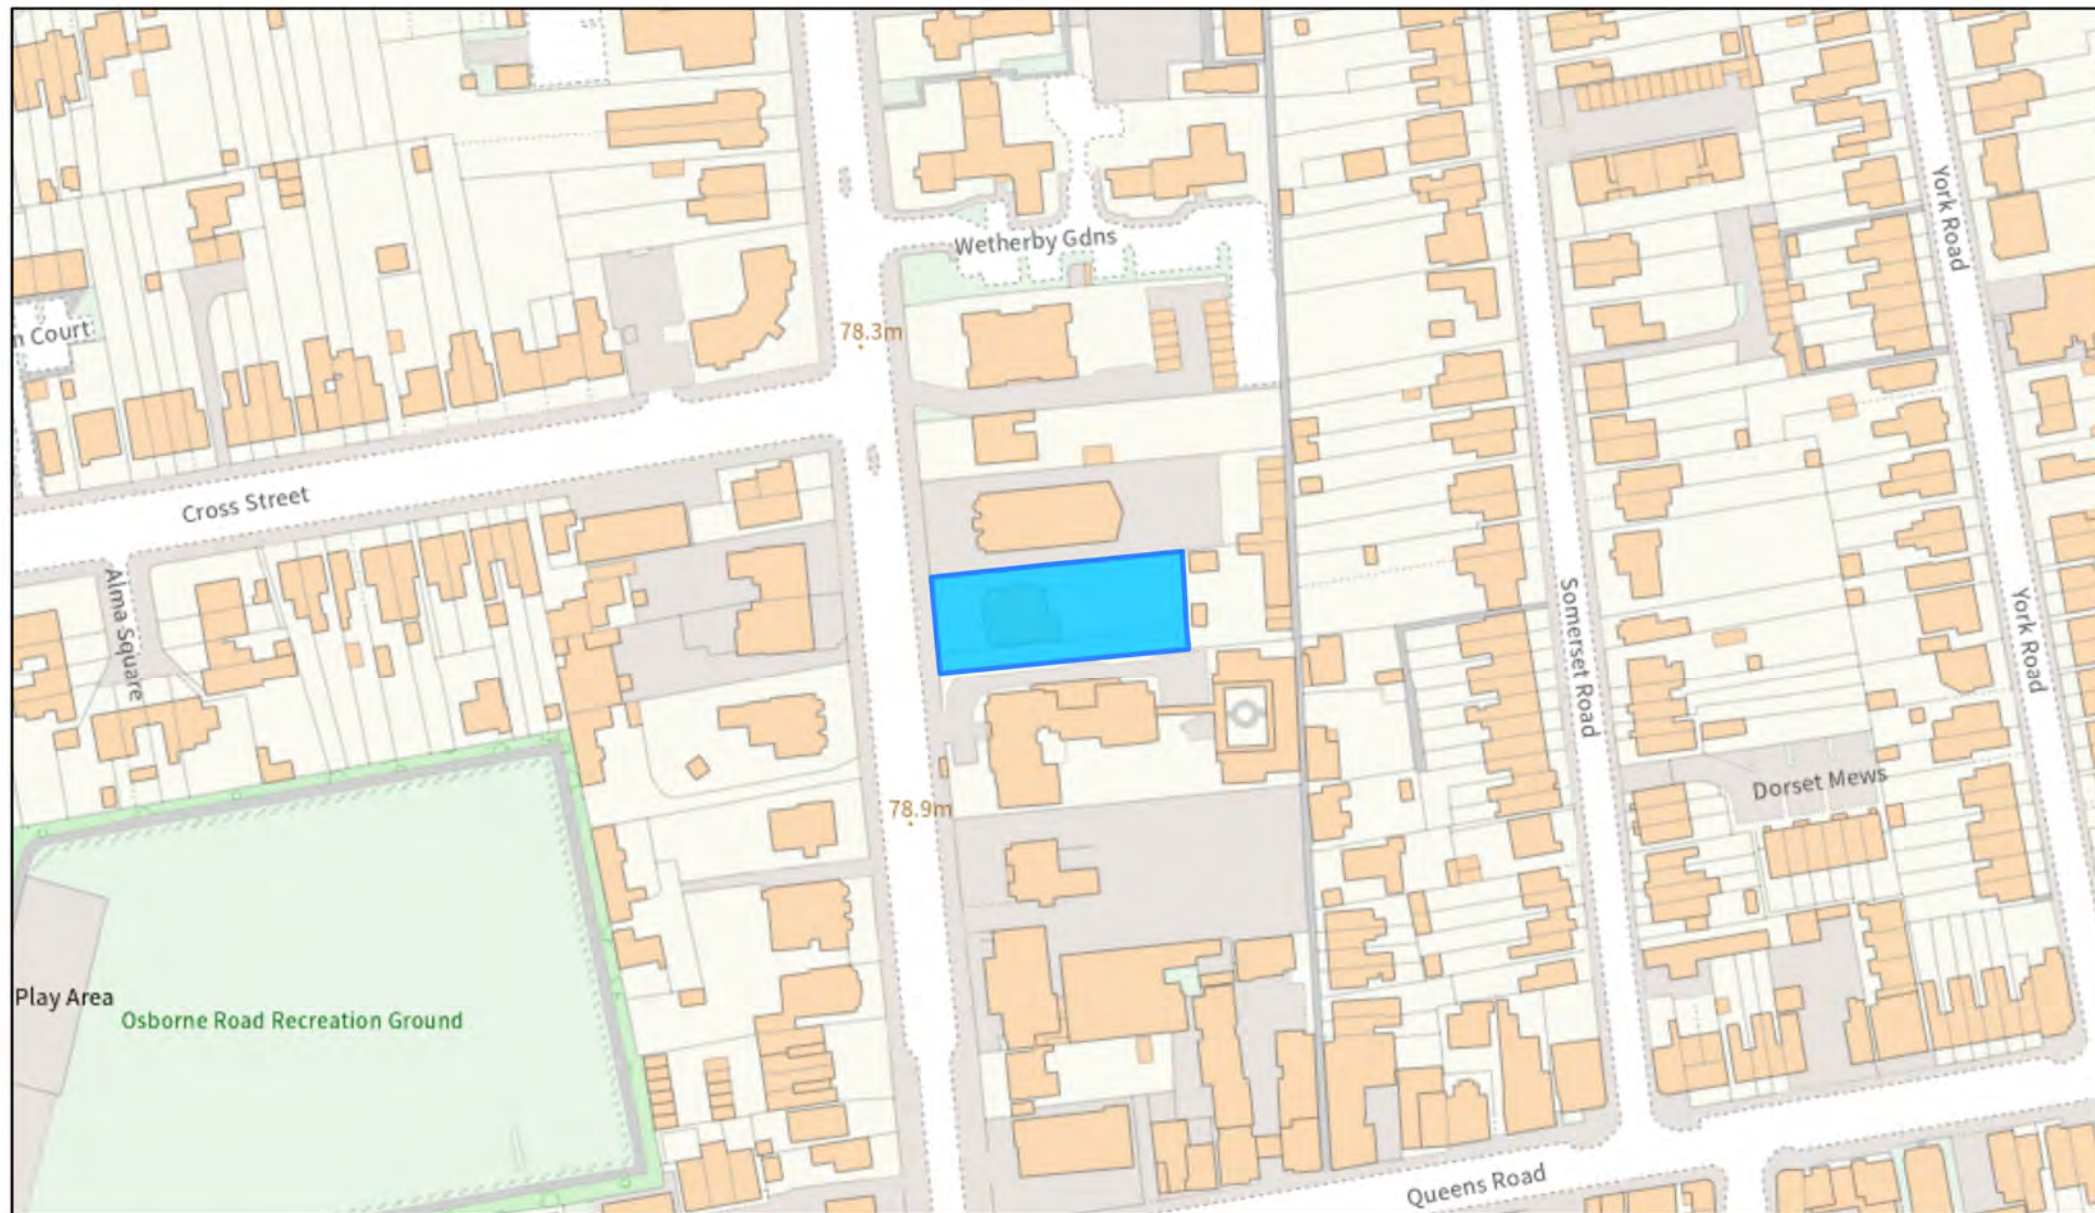 York Road
Wetherby Gdns
n Court
78.3m
Cross Street
Alma Square
Somerset Road
York Road
Dorset Mews
78.9m
Play Area
Osborne Road Recreation Ground
Queens Road